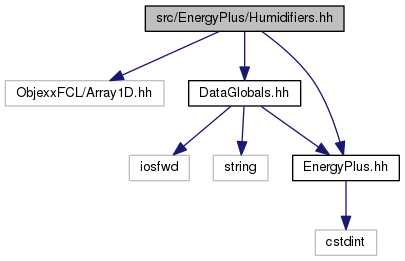 src/EnergyPlus/Humidifiers.hh
ObjexxFCL/Array1D.hh
DataGlobals.hh
iosfwd
string
EnergyPlus.hh
cstdint